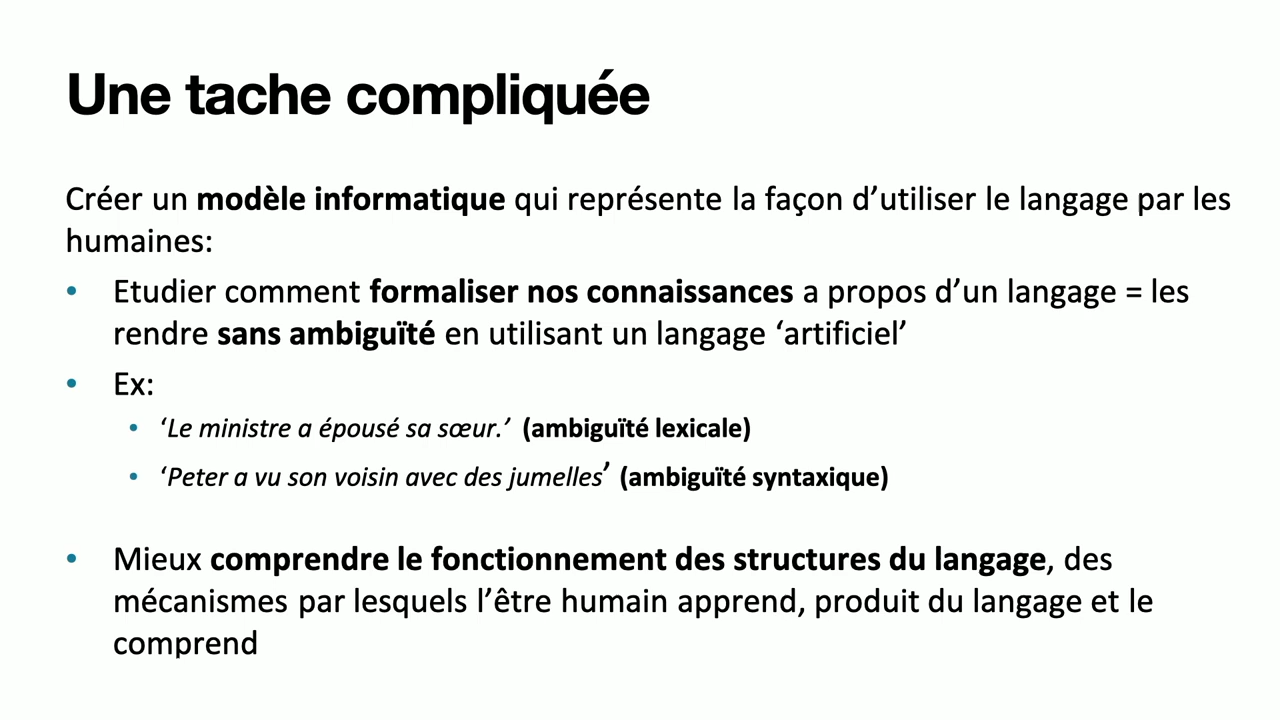 Une tache compliquée
Créer un modèle informatique qui représente la façon d’utiliser le langage par les
humaines:
• Etudier comment formaliser nos connaissances a propos d’un langage = les
rendre sans ambiguïté en utilisant un langage ‘artificiel’
• Ex:
• ‘Le ministre a épousé sa sœur.’ (ambiguïté lexicale)
• ‘Peter a vu son voisin avec des jumelles’ (ambiguïté syntaxique)
• Mieux comprendre le fonctionnement des structures du langage, des
mécanismes par lesquels l’être humain apprend, produit du langage et le
comprend